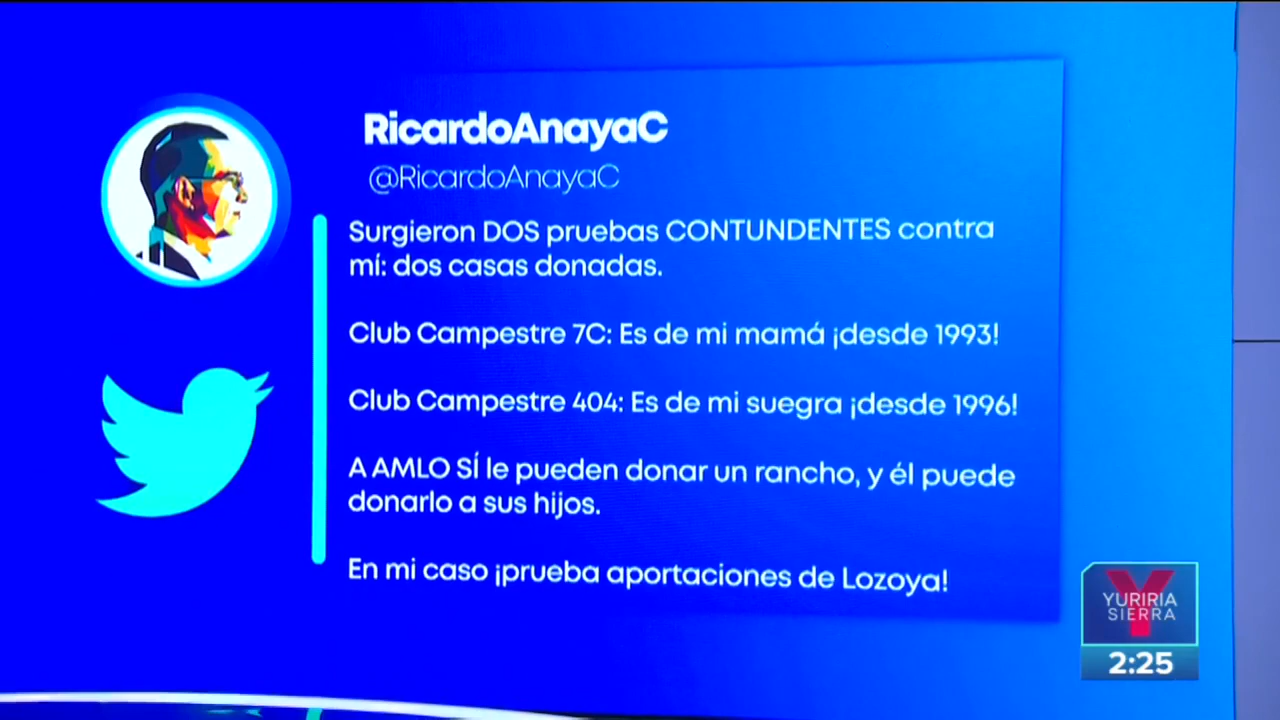 RicardoAnayaC
@RicardoAnayaC
Surgieron DOS pruebas CONTUNDENTES contra
mí: dos casas donadas.
Club Campestre 7C: Es de mi mamá ¡desde 1993!
Club Campestre 404: Es de mi suegra ¡desde 1996!
A AMLO SÍ le pueden donar un rancho, y él puede
donarlo a sus hijos.
En mi caso ¡prueba aportaciones de Lozoya!
Y
YURIRIA
SIERRA
2:25